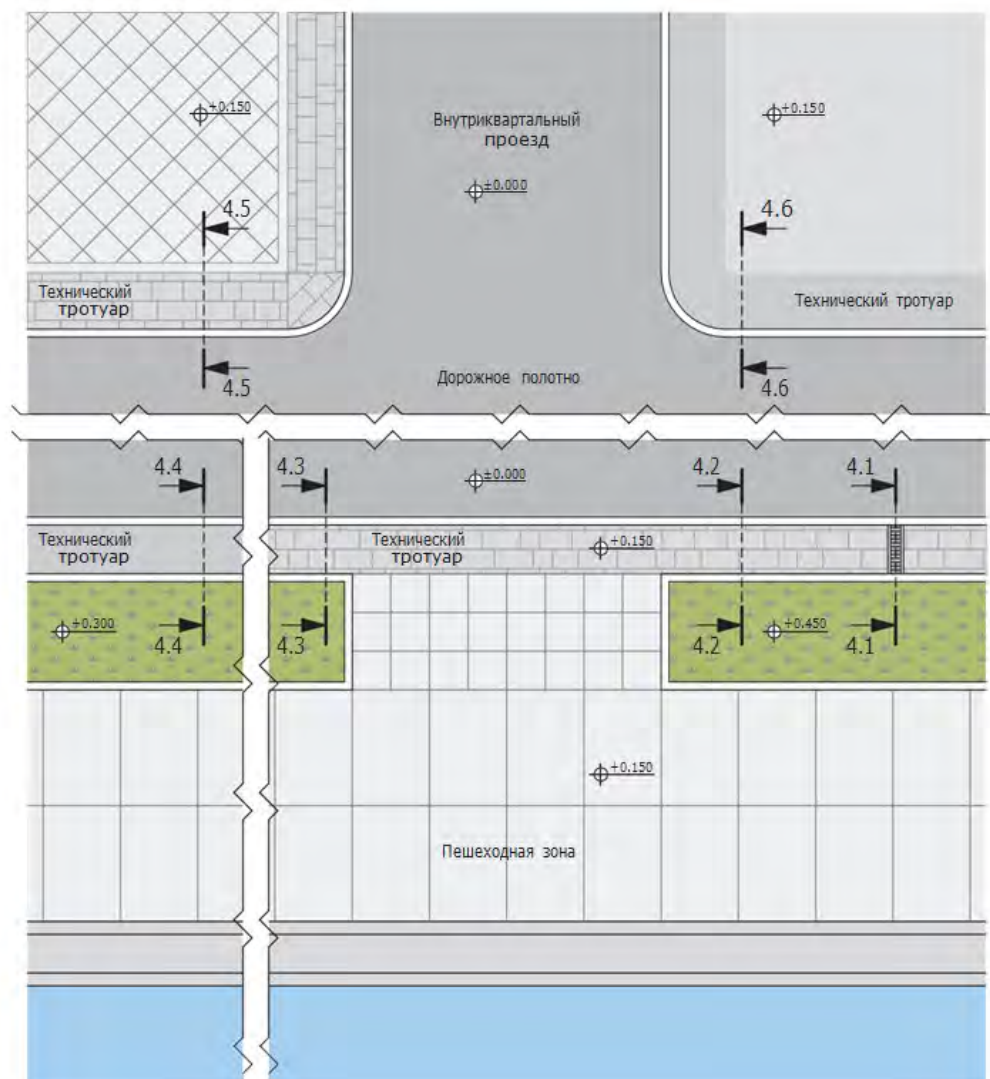 +0.150
+0.150
Внутриквартальный
проезд
±0.000
4.5
4.6
Технический
тротуар
Технический тротуар
4.5
4.6
Дорожное полотно
4.4
4.3
4.2
4.1
±0.000
Технический
тротуар
Технический
тротуар
+0.150
+0.300
+0.450
4.4
4.3
4.2
4.1
+0.150
Пешеходная зона